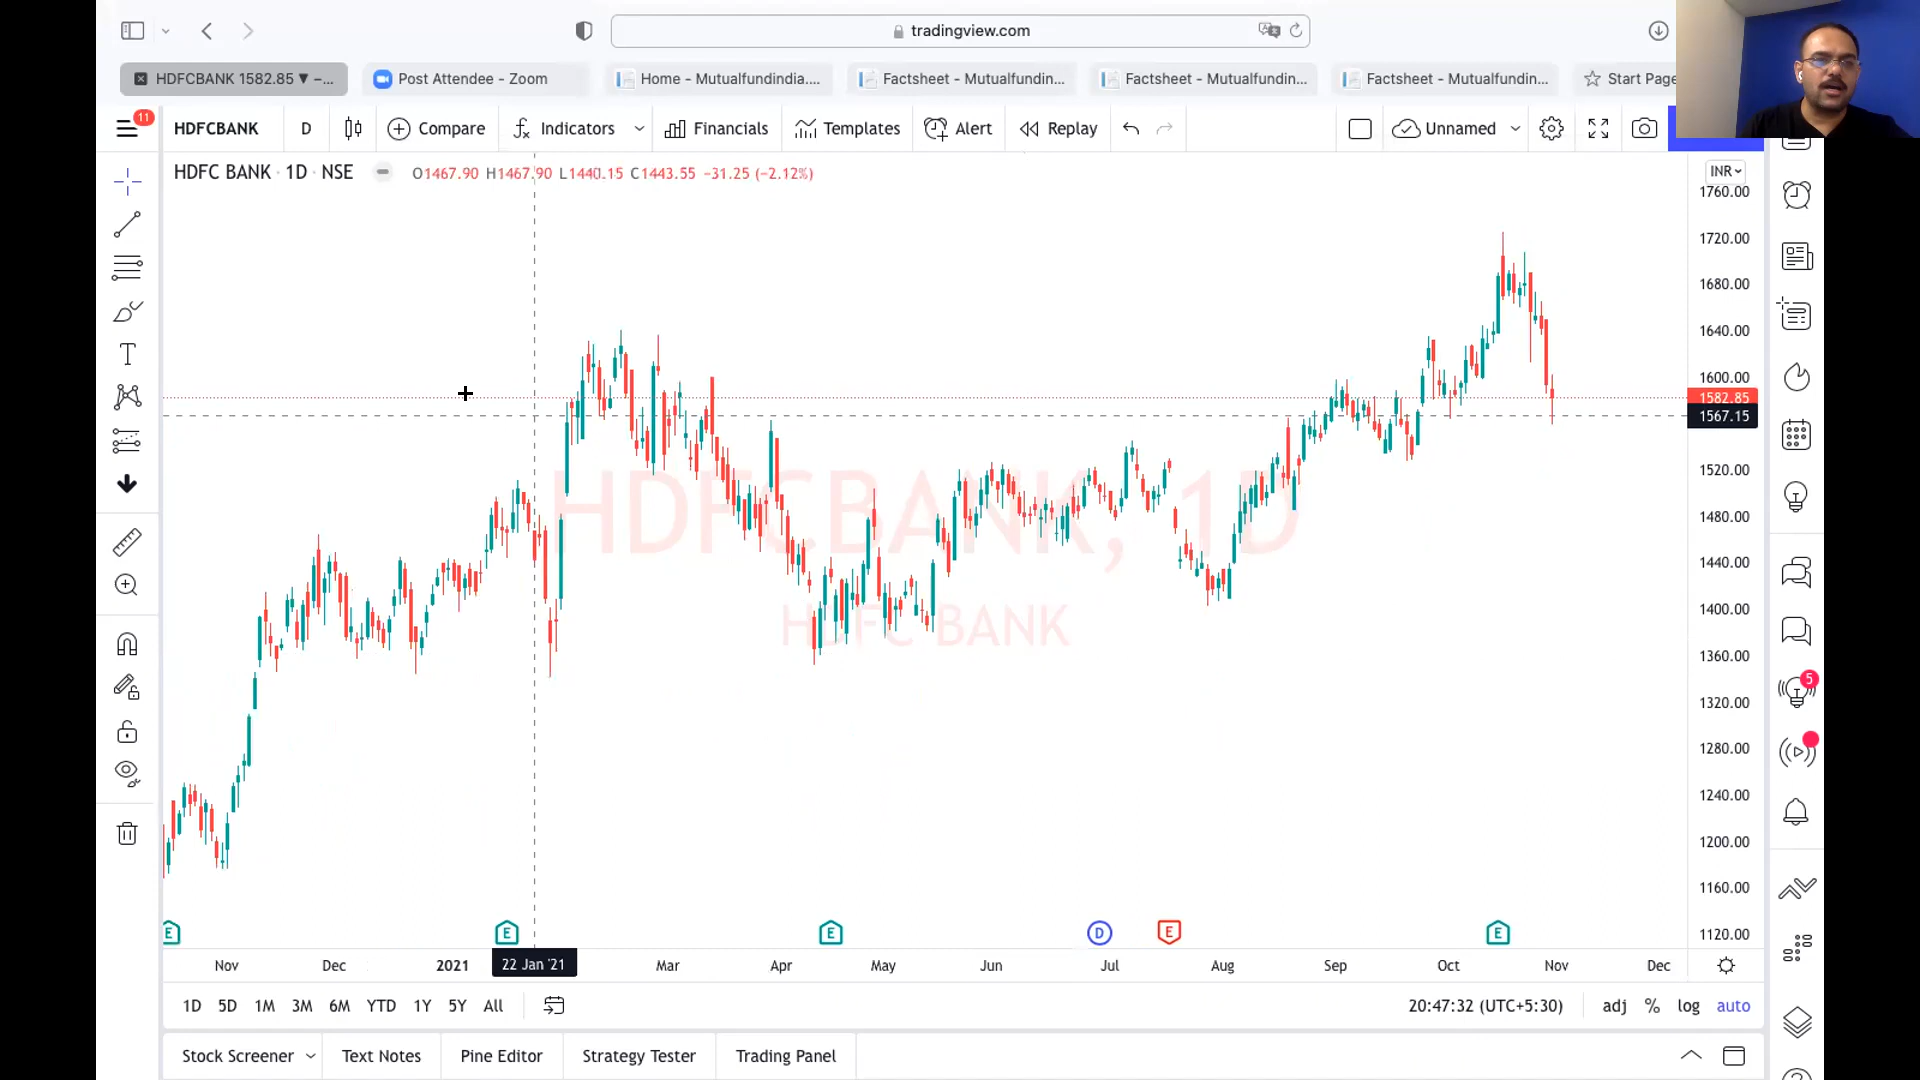 tradingview.com
HDFCBANK 1582.85 ▼ –...
Post Attendee - Zoom
Home - Mutualfundindia....
Factsheet - Mutualfundin...
Factsheet - Mutualfundin...
Factsheet - Mutualfundin...
Start Page
11
HDFCBANK
D
Compare
Indicators
Financials
Templates
Alert
Replay
Unnamed
HDFC BANK · 1D · NSE
O1467.90 H1467.90 L1440.15 C1443.55 −31.25 (−2.12%)
INR
1760.00
1720.00
1680.00
1640.00
1600.00
1582.85
1567.15
1520.00
1480.00
1440.00
1400.00
1360.00
1320.00
1280.00
1240.00
1200.00
1160.00
1120.00
HDFCBANK, 1D
HDFC BANK
5
E
E
E
D
E
E
Nov
Dec
2021
22 Jan '21
Mar
Apr
May
Jun
Jul
Aug
Sep
Oct
Nov
Dec
1D 5D 1M 3M 6M YTD 1Y 5Y All
20:47:32 (UTC+5:30)
adj % log auto
Stock Screener
Text Notes
Pine Editor
Strategy Tester
Trading Panel